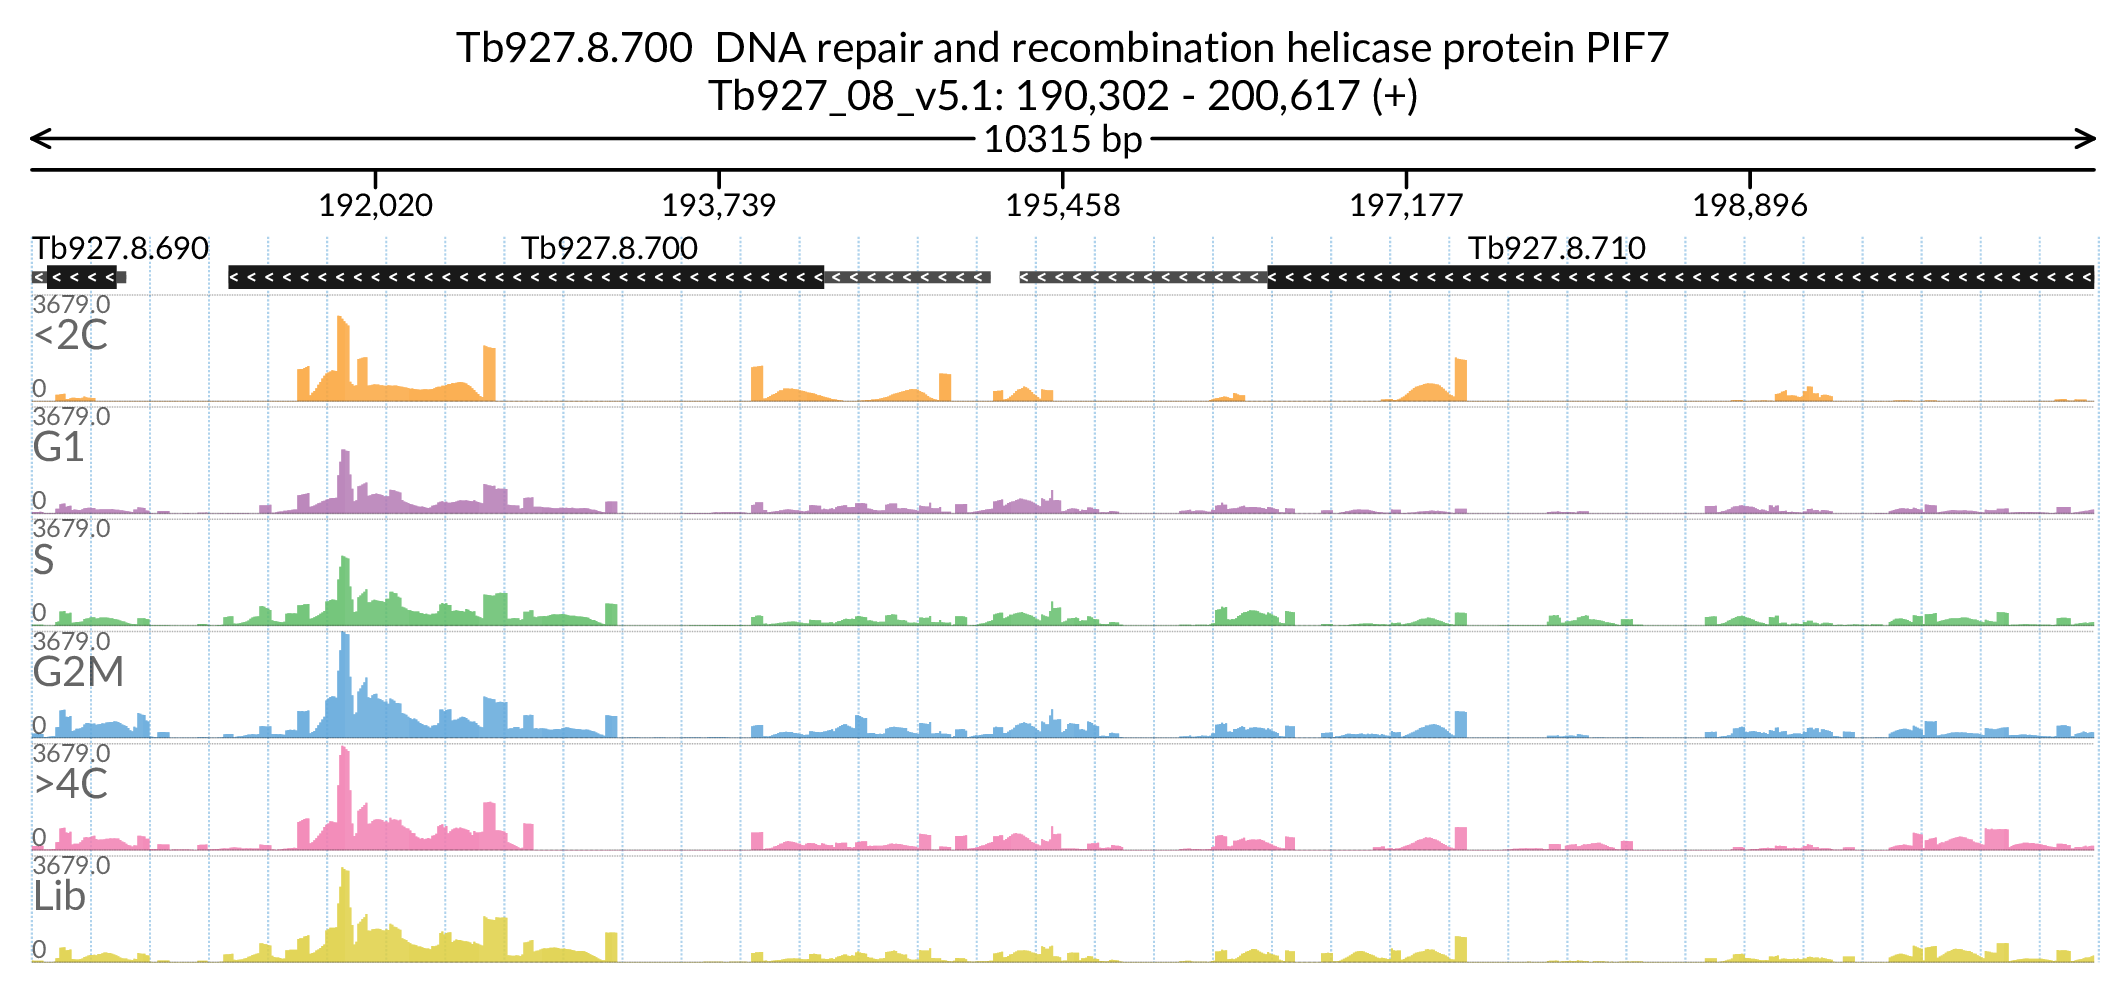 Tb927.8.700  DNA repair and recombination helicase protein PIF7
Tb927_08_v5.1: 190,302 - 200,617 (+)
10315 bp
192,020 193,739 195,458 197,177 198,896
Tb927.8.690 Tb927.8.700 Tb927.8.710
3679.0
<2C
0
3679.0
G1
0
3679.0
S
0
3679.0
G2M
0
3679.0
>4C
0
3679.0
Lib
0